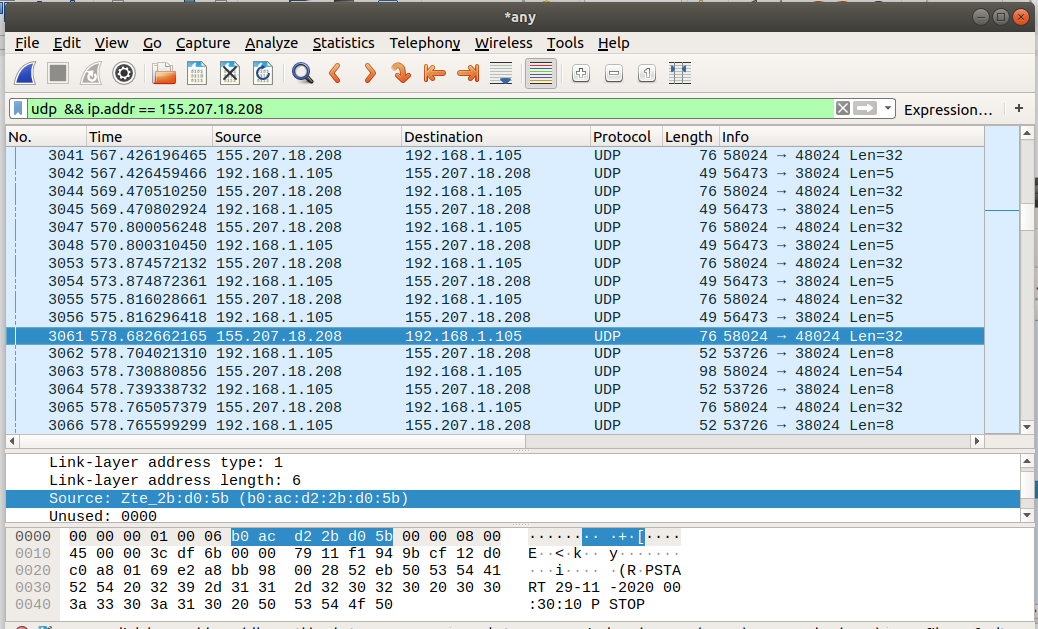 *any
File Edit View Go Capture Analyze Statistics Telephony Wireless Tools Help
udp && ip.addr == 155.207.18.208 Expression… +
No. Time Source Destination Protocol Length Info
3041 567.426196465 155.207.18.208 192.168.1.105 UDP 76 58024 → 48024 Len=32
3042 567.426459466 192.168.1.105 155.207.18.208 UDP 49 56473 → 38024 Len=5
3044 569.470510250 155.207.18.208 192.168.1.105 UDP 76 58024 → 48024 Len=32
3045 569.470802924 192.168.1.105 155.207.18.208 UDP 49 56473 → 38024 Len=5
3047 570.800056248 155.207.18.208 192.168.1.105 UDP 76 58024 → 48024 Len=32
3048 570.800310450 192.168.1.105 155.207.18.208 UDP 49 56473 → 38024 Len=5
3053 573.874572132 155.207.18.208 192.168.1.105 UDP 76 58024 → 48024 Len=32
3054 573.874872361 192.168.1.105 155.207.18.208 UDP 49 56473 → 38024 Len=5
3055 575.816028661 155.207.18.208 192.168.1.105 UDP 76 58024 → 48024 Len=32
3056 575.816296418 192.168.1.105 155.207.18.208 UDP 49 56473 → 38024 Len=5
3061 578.682662165 155.207.18.208 192.168.1.105 UDP 76 58024 → 48024 Len=32
3062 578.704021310 192.168.1.105 155.207.18.208 UDP 52 53726 → 38024 Len=8
3063 578.730880856 155.207.18.208 192.168.1.105 UDP 98 58024 → 48024 Len=54
3064 578.739338732 192.168.1.105 155.207.18.208 UDP 52 53726 → 38024 Len=8
3065 578.765057379 155.207.18.208 192.168.1.105 UDP 76 58024 → 48024 Len=32
3066 578.765599299 192.168.1.105 155.207.18.208 UDP 52 53726 → 38024 Len=8
Link-layer address type: 1
Link-layer address length: 6
Source: Zte_2b:d0:5b (b0:ac:d2:2b:d0:5b)
Unused: 0000
0000 00 00 00 01 00 06 b0 ac d2 2b d0 5b 00 00 08 00 ········ ·+·[····
0010 45 00 00 3c df 6b 00 00 79 11 f1 94 9b cf 12 d0 E··<·k·· y·······
0020 c0 a8 01 69 e2 a8 bb 98 00 28 52 eb 50 53 54 41 ···i···· ·(R·PSTA
0030 52 54 20 32 39 2d 31 31 2d 32 30 32 30 20 30 30 RT 29-11 -2020 00
0040 3a 33 30 3a 31 30 20 50 53 54 4f 50 :30:10 P STOP